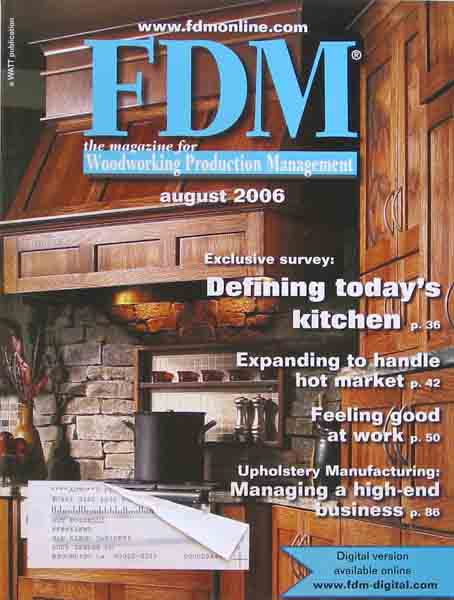 www.fdmonline.com
a WATT publication
FDM®
the magazine for
Woodworking Production Management
august 2006
Exclusive survey:
Defining today's
kitchen p. 36
Expanding to handle
hot market p. 42
Feeling good
at work p. 50
Upholstery Manufacturing:
Managing a high-end
business p. 86
Digital version
available online
www.fdm-digital.com